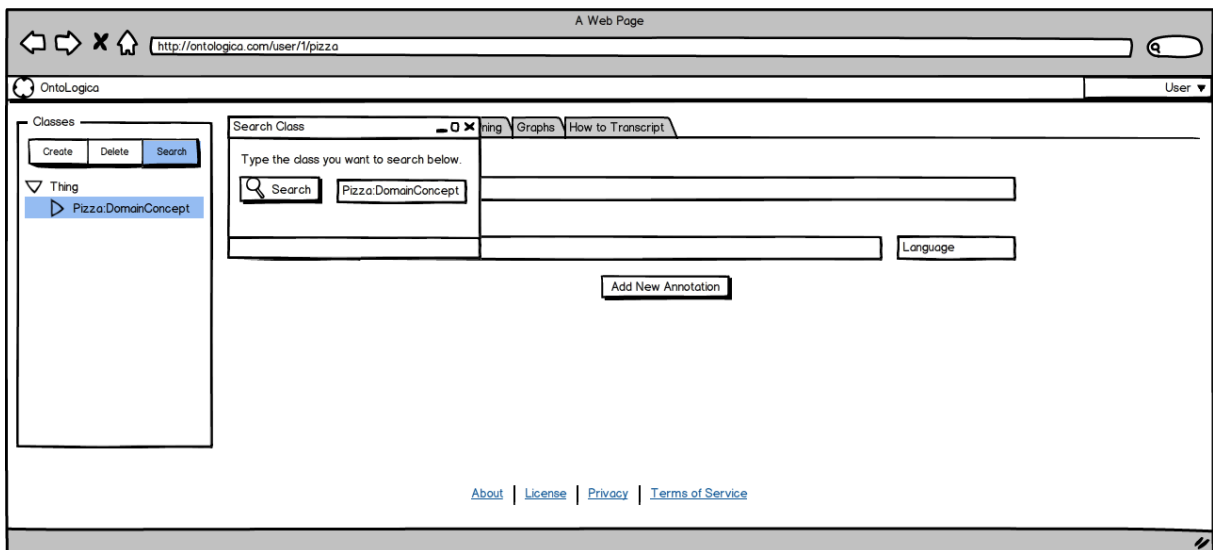 A Web Page
http://ontologica.com/user/1/pizza
OntoLogica
User
Classes
Create Delete Search
Thing
Pizza:DomainConcept
Search Class
Graphs How to Transcript
Type the class you want to search below.
Search Pizza:DomainConcept
Language
Add New Annotation
About License Privacy Terms of Service